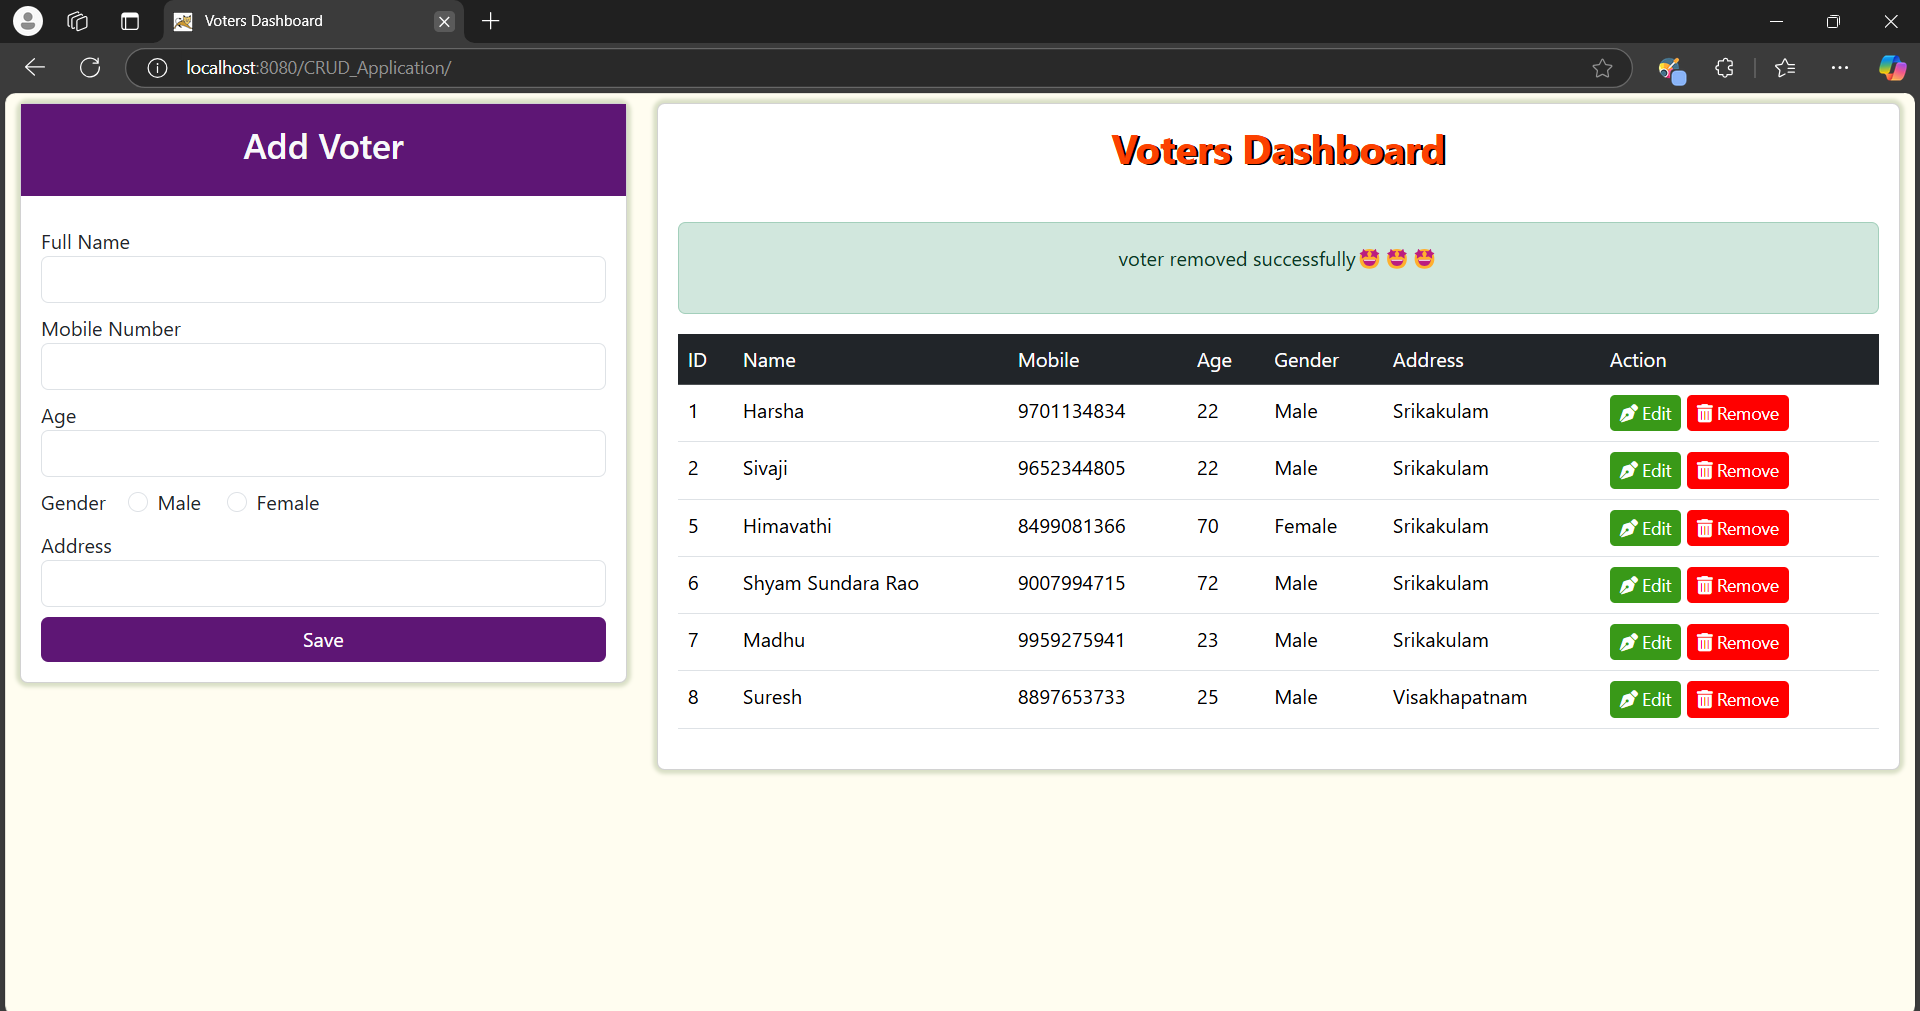 Voters Dashboard
localhost:8080/CRUD_Application/
Add Voter
Full Name
Mobile Number
Age
Gender Male Female
Address
Save
Voters Dashboard
voter removed successfully🤩 🤩 🤩
ID Name Mobile Age Gender Address Action
1 Harsha 9701134834 22 Male Srikakulam Edit Remove
2 Sivaji 9652344805 22 Male Srikakulam Edit Remove
5 Himavathi 8499081366 70 Female Srikakulam Edit Remove
6 Shyam Sundara Rao 9007994715 72 Male Srikakulam Edit Remove
7 Madhu 9959275941 23 Male Srikakulam Edit Remove
8 Suresh 8897653733 25 Male Visakhapatnam Edit Remove